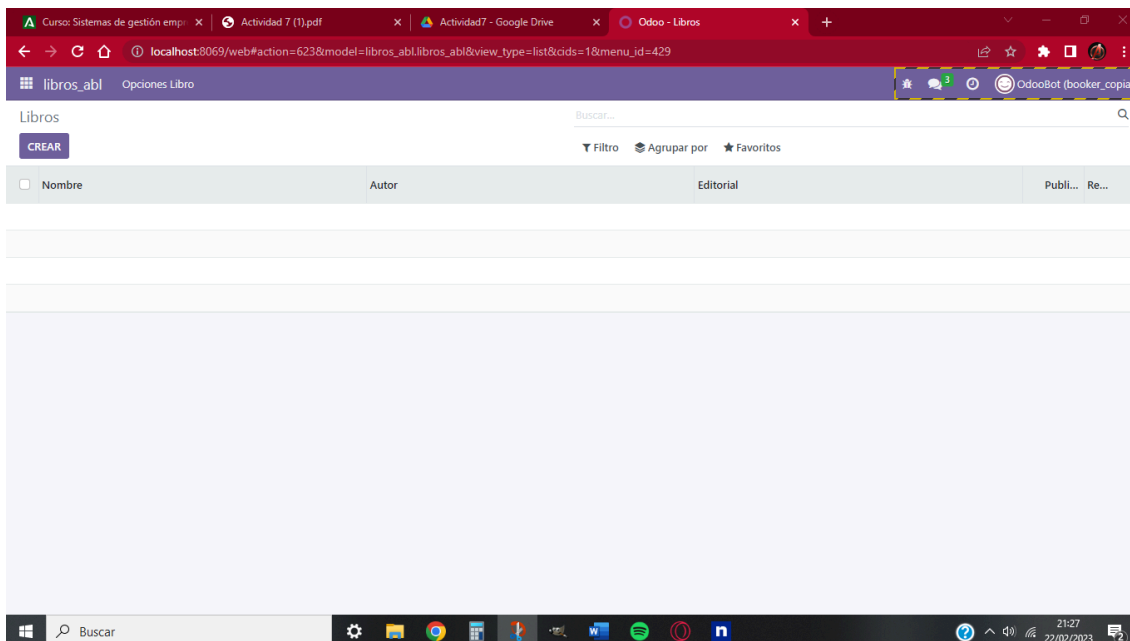 Curso: Sistemas de gestión empr
Actividad 7 (1).pdf
Actividad7 - Google Drive
Odoo - Libros
localhost:8069/web#action=623&model=libros_abl.libros_abl&view_type=list&cids=1&menu_id=429
libros_abl
Opciones Libro
3
OdooBot (booker_copia
Libros
Buscar...
CREAR
Filtro
Agrupar por
Favoritos
Nombre
Autor
Editorial
Publi...
Re...
Buscar
21:27
22/02/2023
2